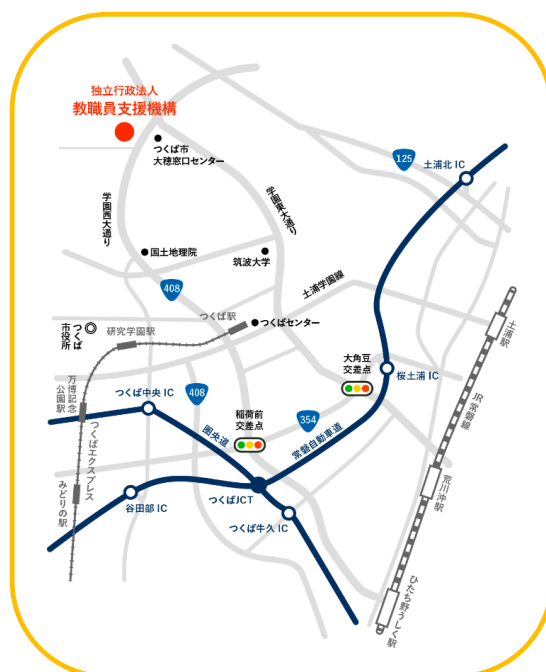 独立行政法人
教職員支援機構
つくば市
大穂窓口センター
125
土浦北 IC
学園西大通り
学園東大通り
国土地理院
筑波大学
408
土浦学園線
つくば駅
つくばセンター
つくば
市役所
研究学園駅
土浦駅
大角豆
交差点
桜土浦 IC
万博記念
公園駅
つくば中央 IC
408
稲荷前
交差点
354
JR常磐線
圏央道
常磐自動車道
つくばエクスプレス
みどりの駅
谷田部 IC
つくばJCT
つくば牛久 IC
荒川沖駅
ひたち野うしく駅